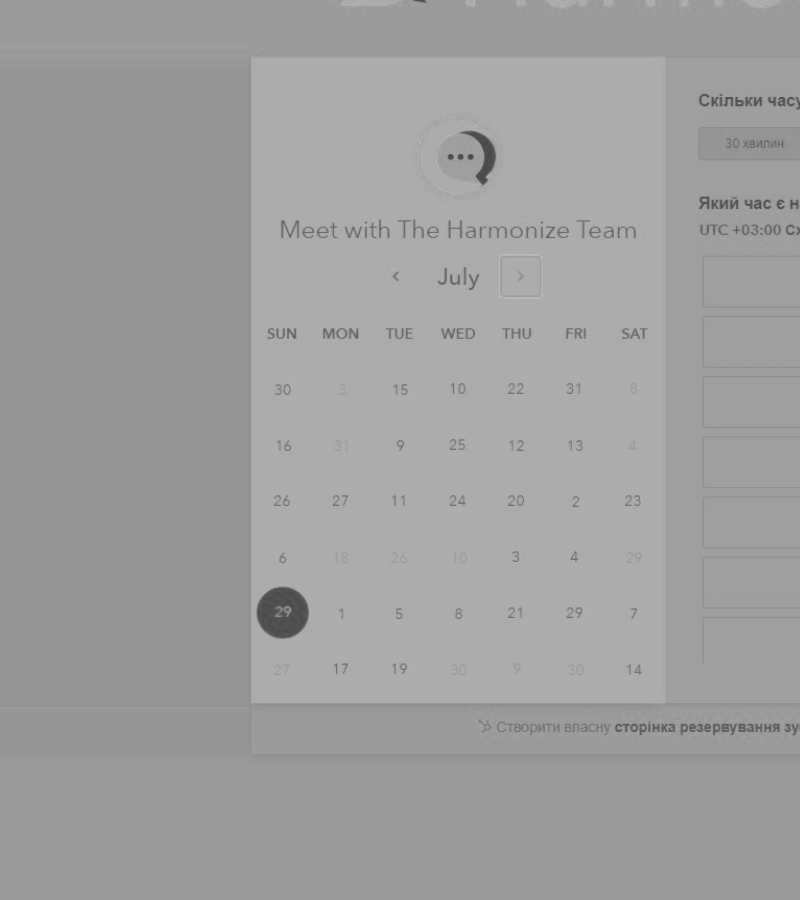 Meet with The Harmonize Team
July
SUN MON TUE WED THU FRI SAT
30 3 15 10 22 31 8
16 31 9 25 12 13 4
26 27 11 24 20 2 23
6 18 26 10 3 4 29
29 1 5 8 21 29 7
27 17 19 30 9 30 14
Скільки часу
30 хвилин
Який час є н
UTC +03:00 Сх
Створити власну сторінка резервування зу